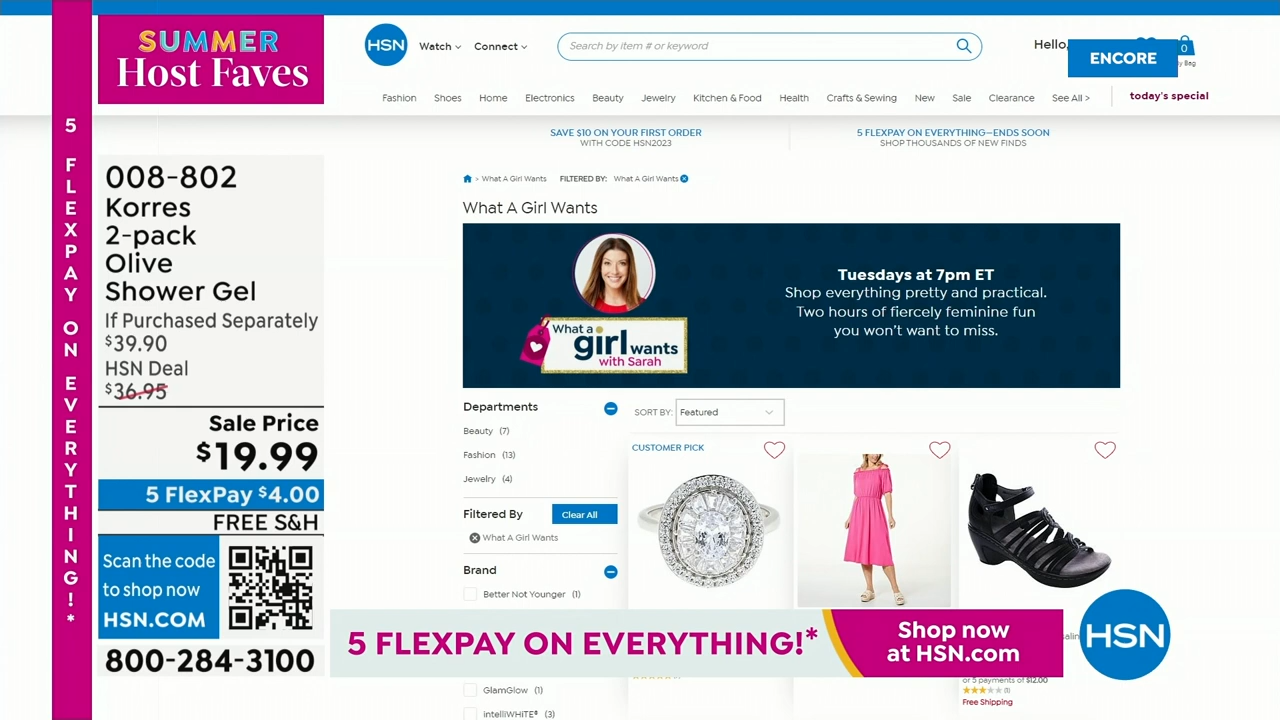 SUMMER
Host Faves
5 FLEXPAY ON EVERYTHING!*
008-802
Korres
2-pack
Olive
Shower Gel
If Purchased Separately
$39.90
HSN Deal
$36.95
Sale Price
$19.99
5 FlexPay $4.00
FREE S&H
Scan the code
to shop now
HSN.COM
800-284-3100
HSN
Watch
Connect
Search by item # or keyword
Hello,
0
ENCORE
Fashion Shoes Home Electronics Beauty Jewelry Kitchen & Food Health Crafts & Sewing New Sale Clearance See All > today's special
SAVE $10 ON YOUR FIRST ORDER
WITH CODE HSN2023
5 FLEXPAY ON EVERYTHING—ENDS SOON
SHOP THOUSANDS OF NEW FINDS
> What A Girl Wants FILTERED BY: What A Girl Wants
What A Girl Wants
What a
girl wants
with Sarah
Tuesdays at 7pm ET
Shop everything pretty and practical.
Two hours of fiercely feminine fun
you won't want to miss.
Departments
Beauty (7)
Fashion (13)
Jewelry (4)
Filtered By
Clear All
What A Girl Wants
Brand
Better Not Younger (1)
GlamGlow (1)
intelliWHiTE® (3)
SORT BY: Featured
CUSTOMER PICK
or 5 payments of $12.00
(1)
Free Shipping
5 FLEXPAY ON EVERYTHING!*
Shop now
at HSN.com
HSN